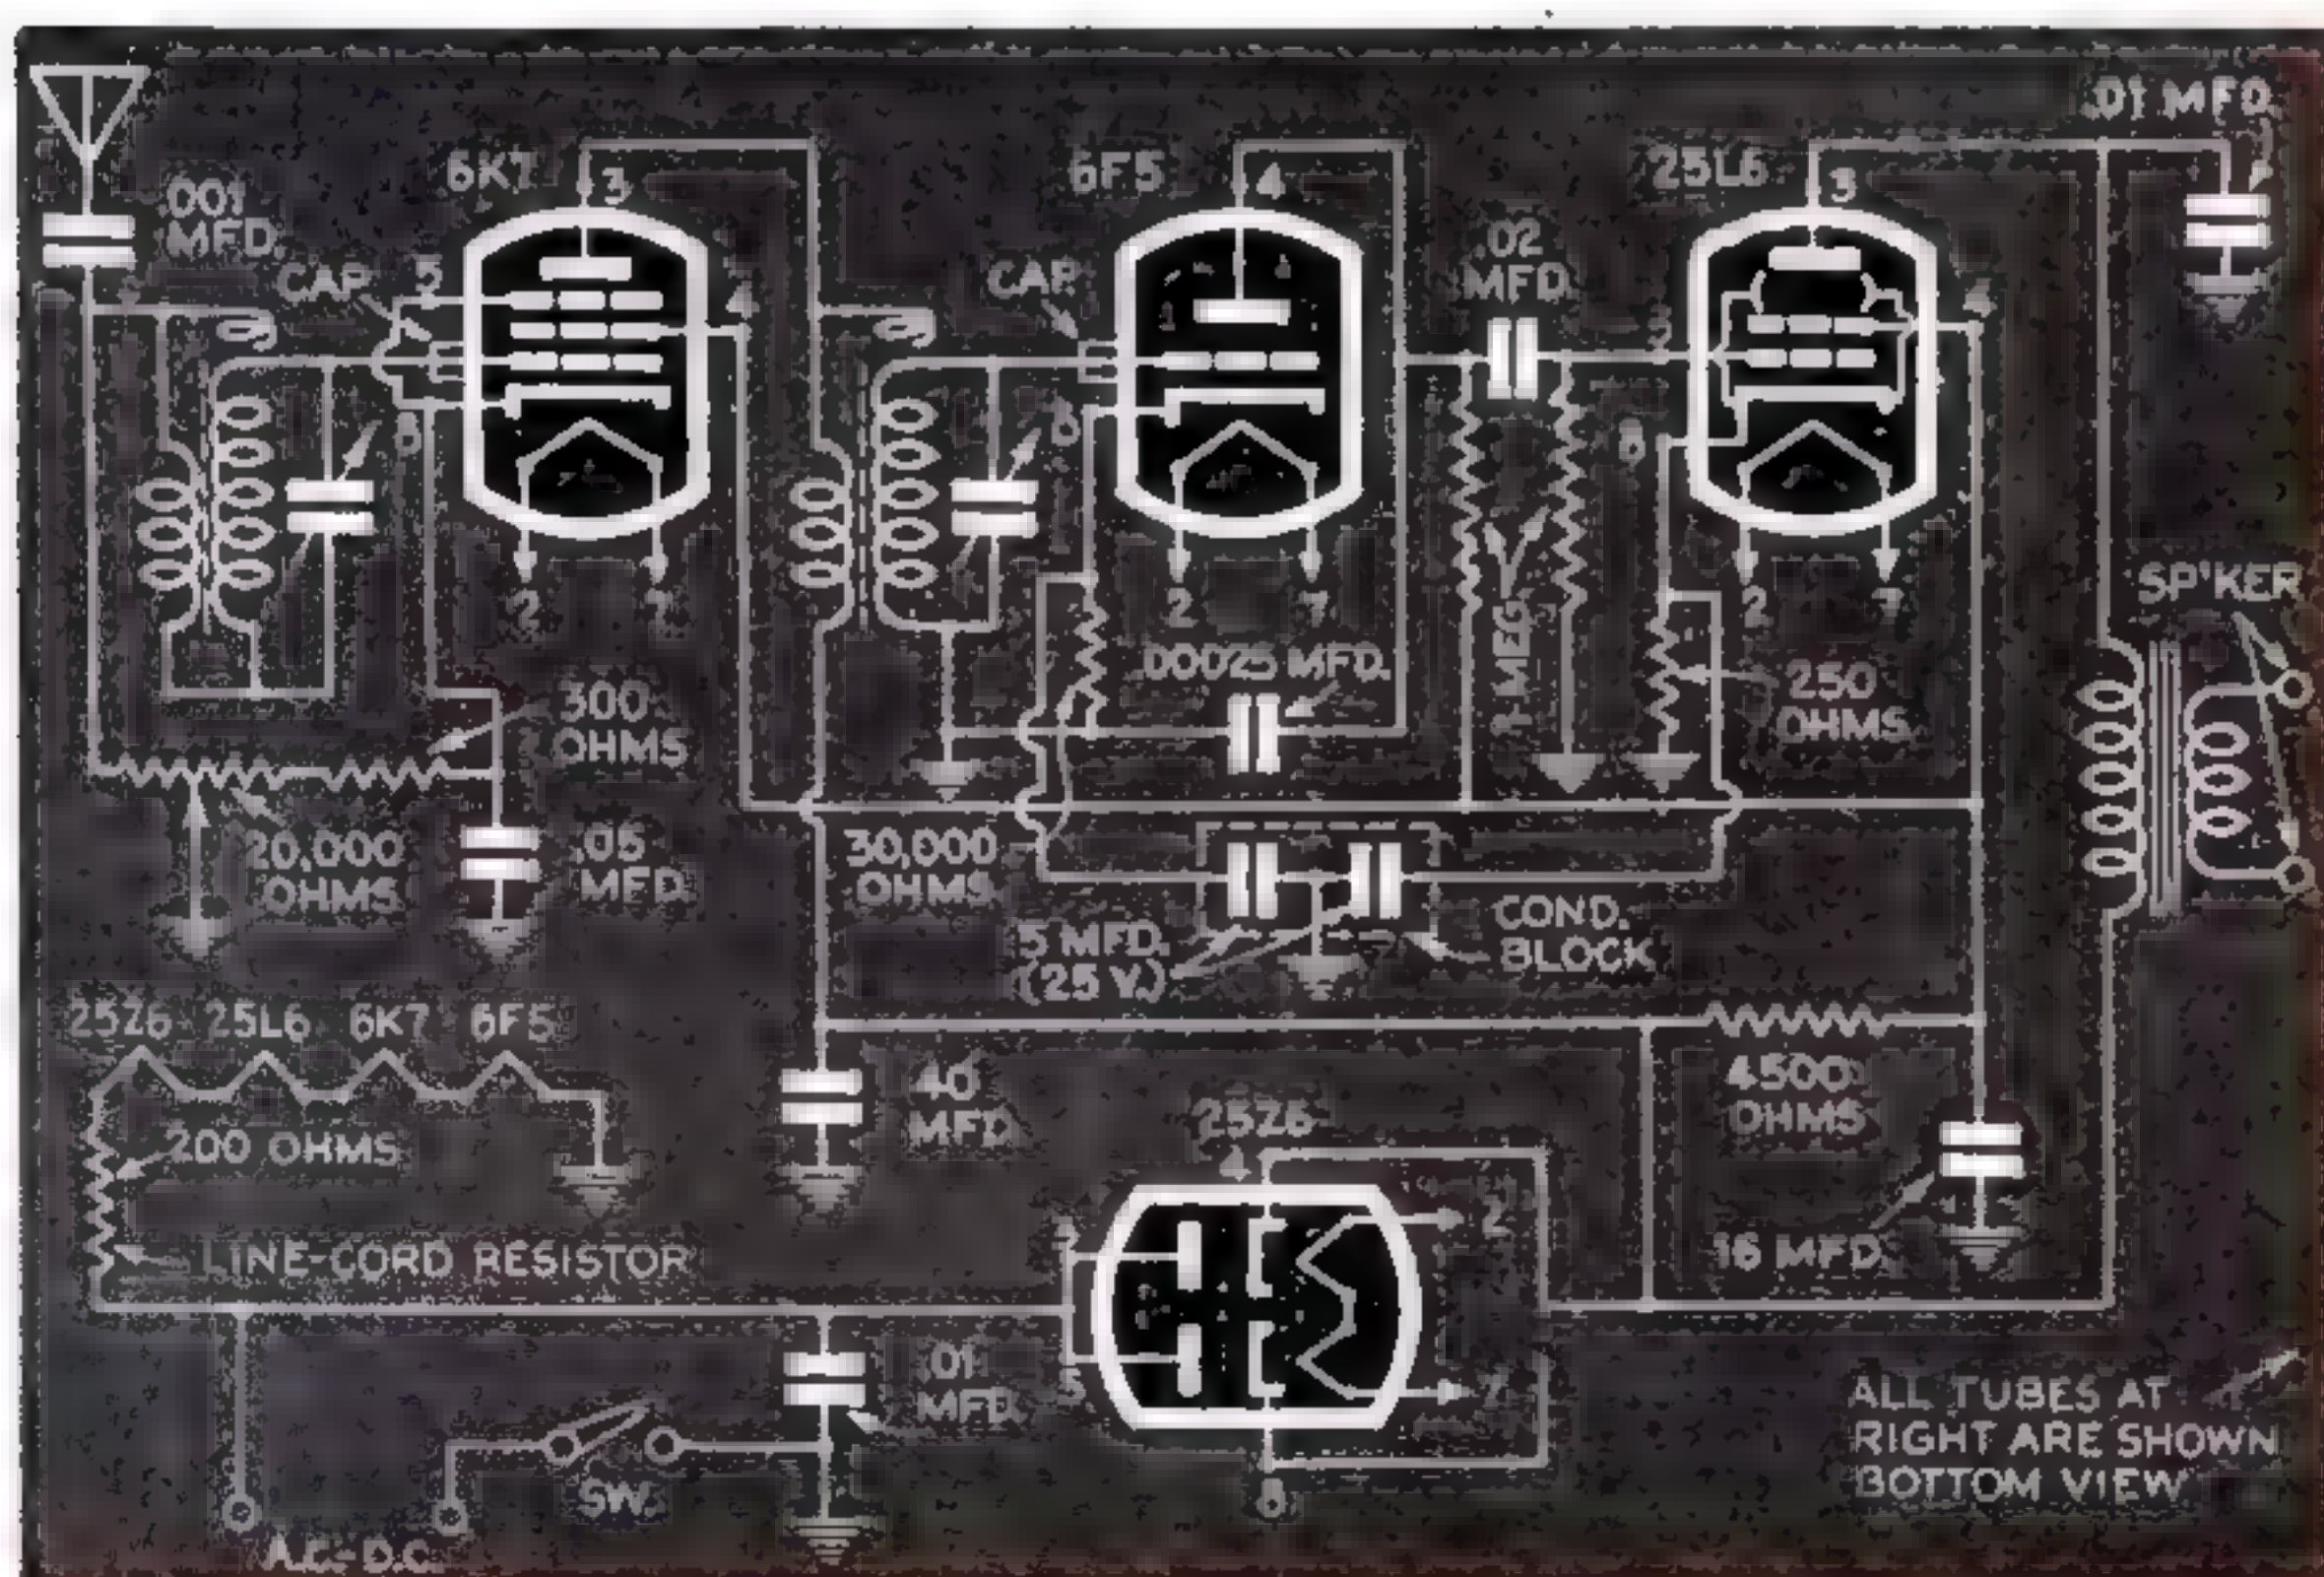 .01 MFD.
6K7
3
6F5
4
25L6
3
.001
MFD.
CAP.
5
4
CAP.
.02
MFD.
8
6
8
2
7
2
7
2
7
SP'KER
300
OHMS
.00025 MFD.
250
OHMS
20,000
OHMS
.05
MFD.
30,000
OHMS
5 MFD.
(25 V.)
COND.
BLOCK
25Z6 25L6 6K7 6F5
200 OHMS
LINE-CORD RESISTOR
40
MFD.
25Z6
4
4500
OHMS
16 MFD.
2
7
5
8
.01
MFD.
SW.
A.C.-D.C.
ALL TUBES AT
RIGHT ARE SHOWN
BOTTOM VIEW